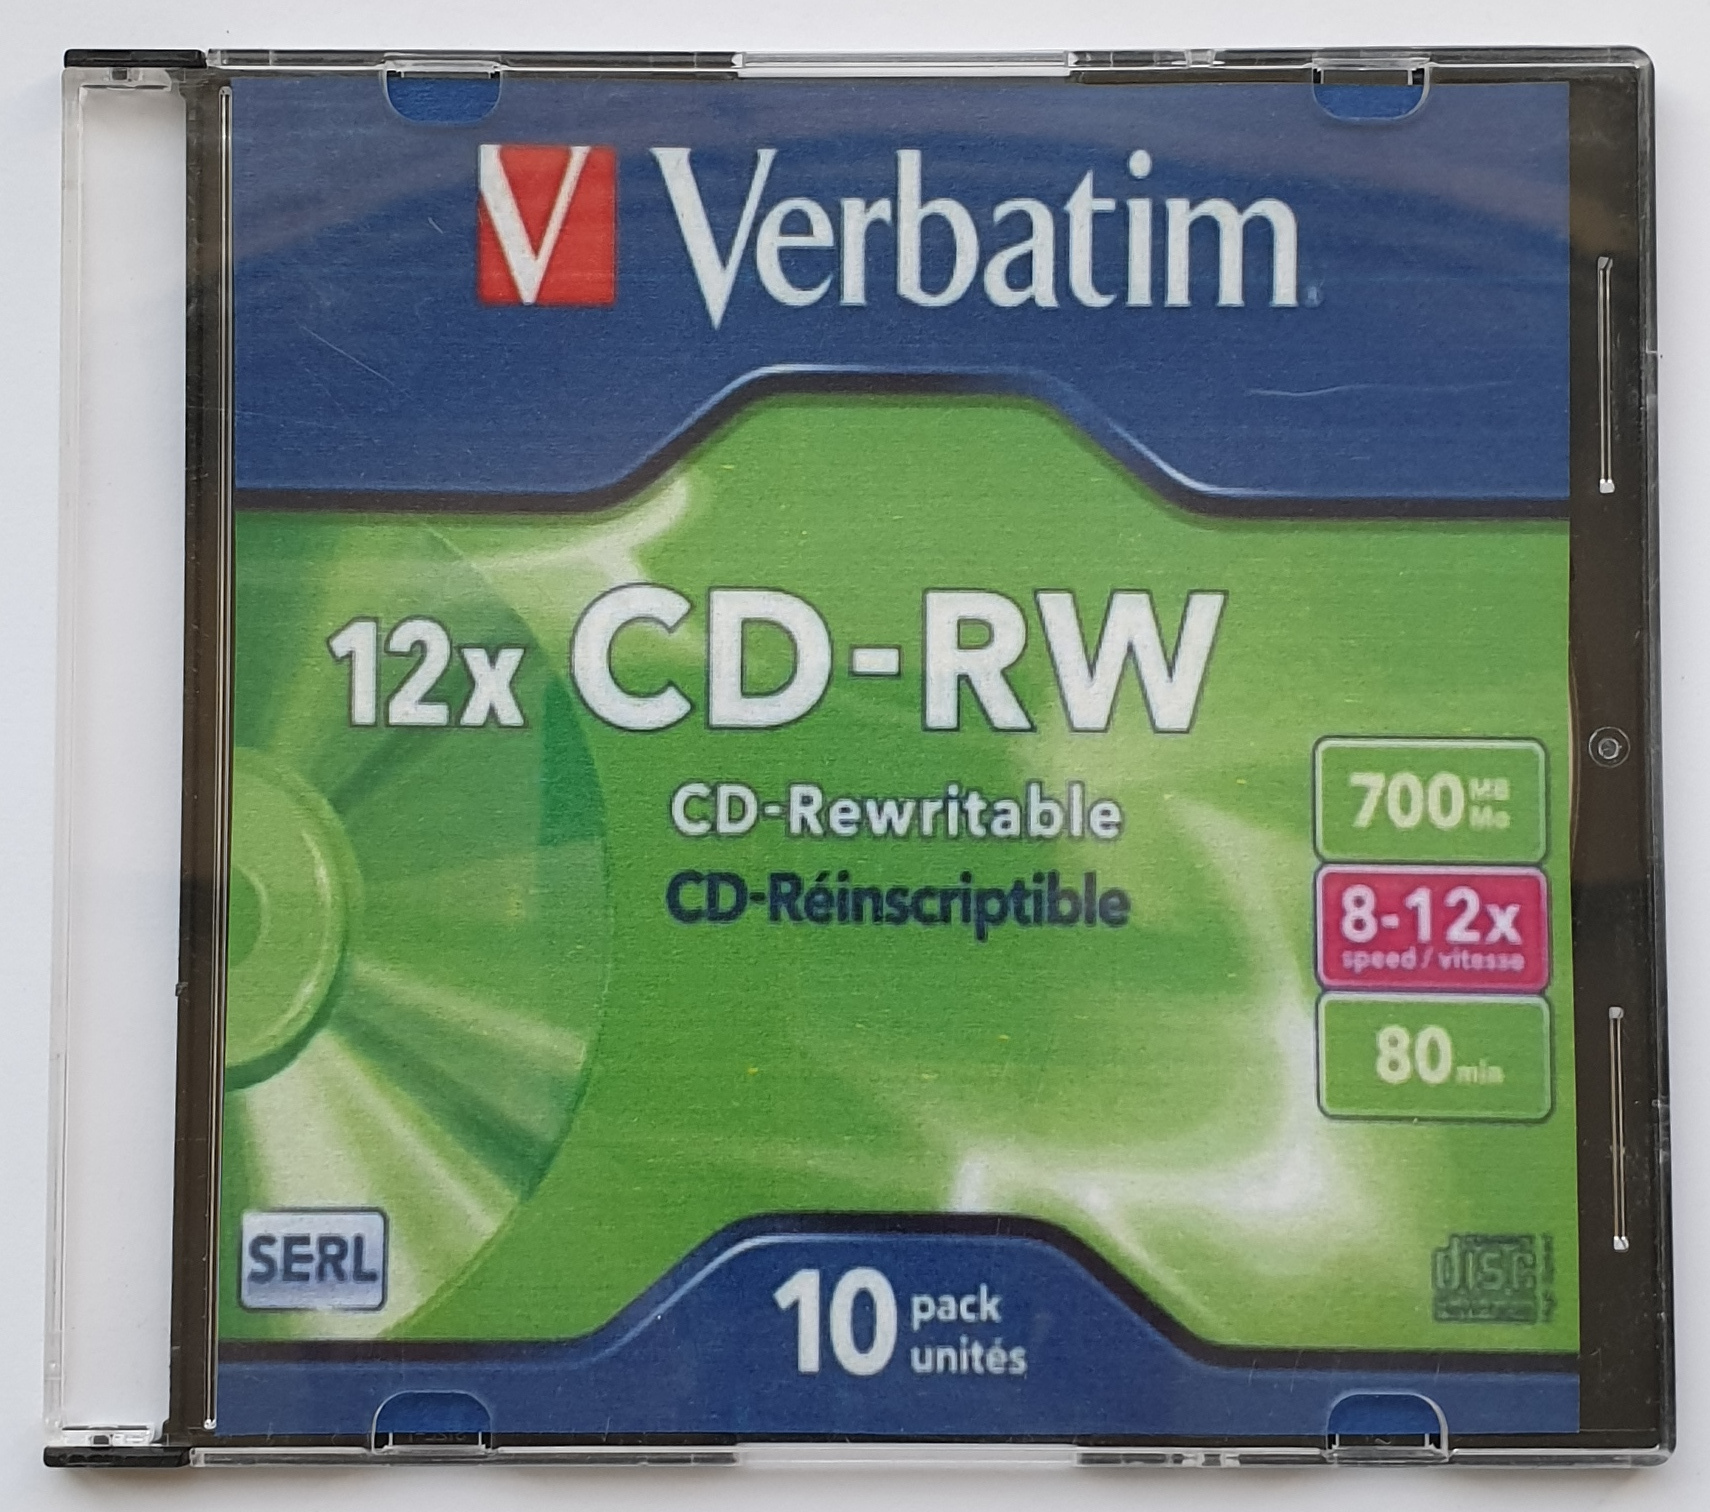 V Verbatim
12x CD-RW
CD-Rewritable
CD-Réinscriptible
700 MB
Mo
8-12x
speed / vitesse
80 min
SERL
10 pack
unités
disc